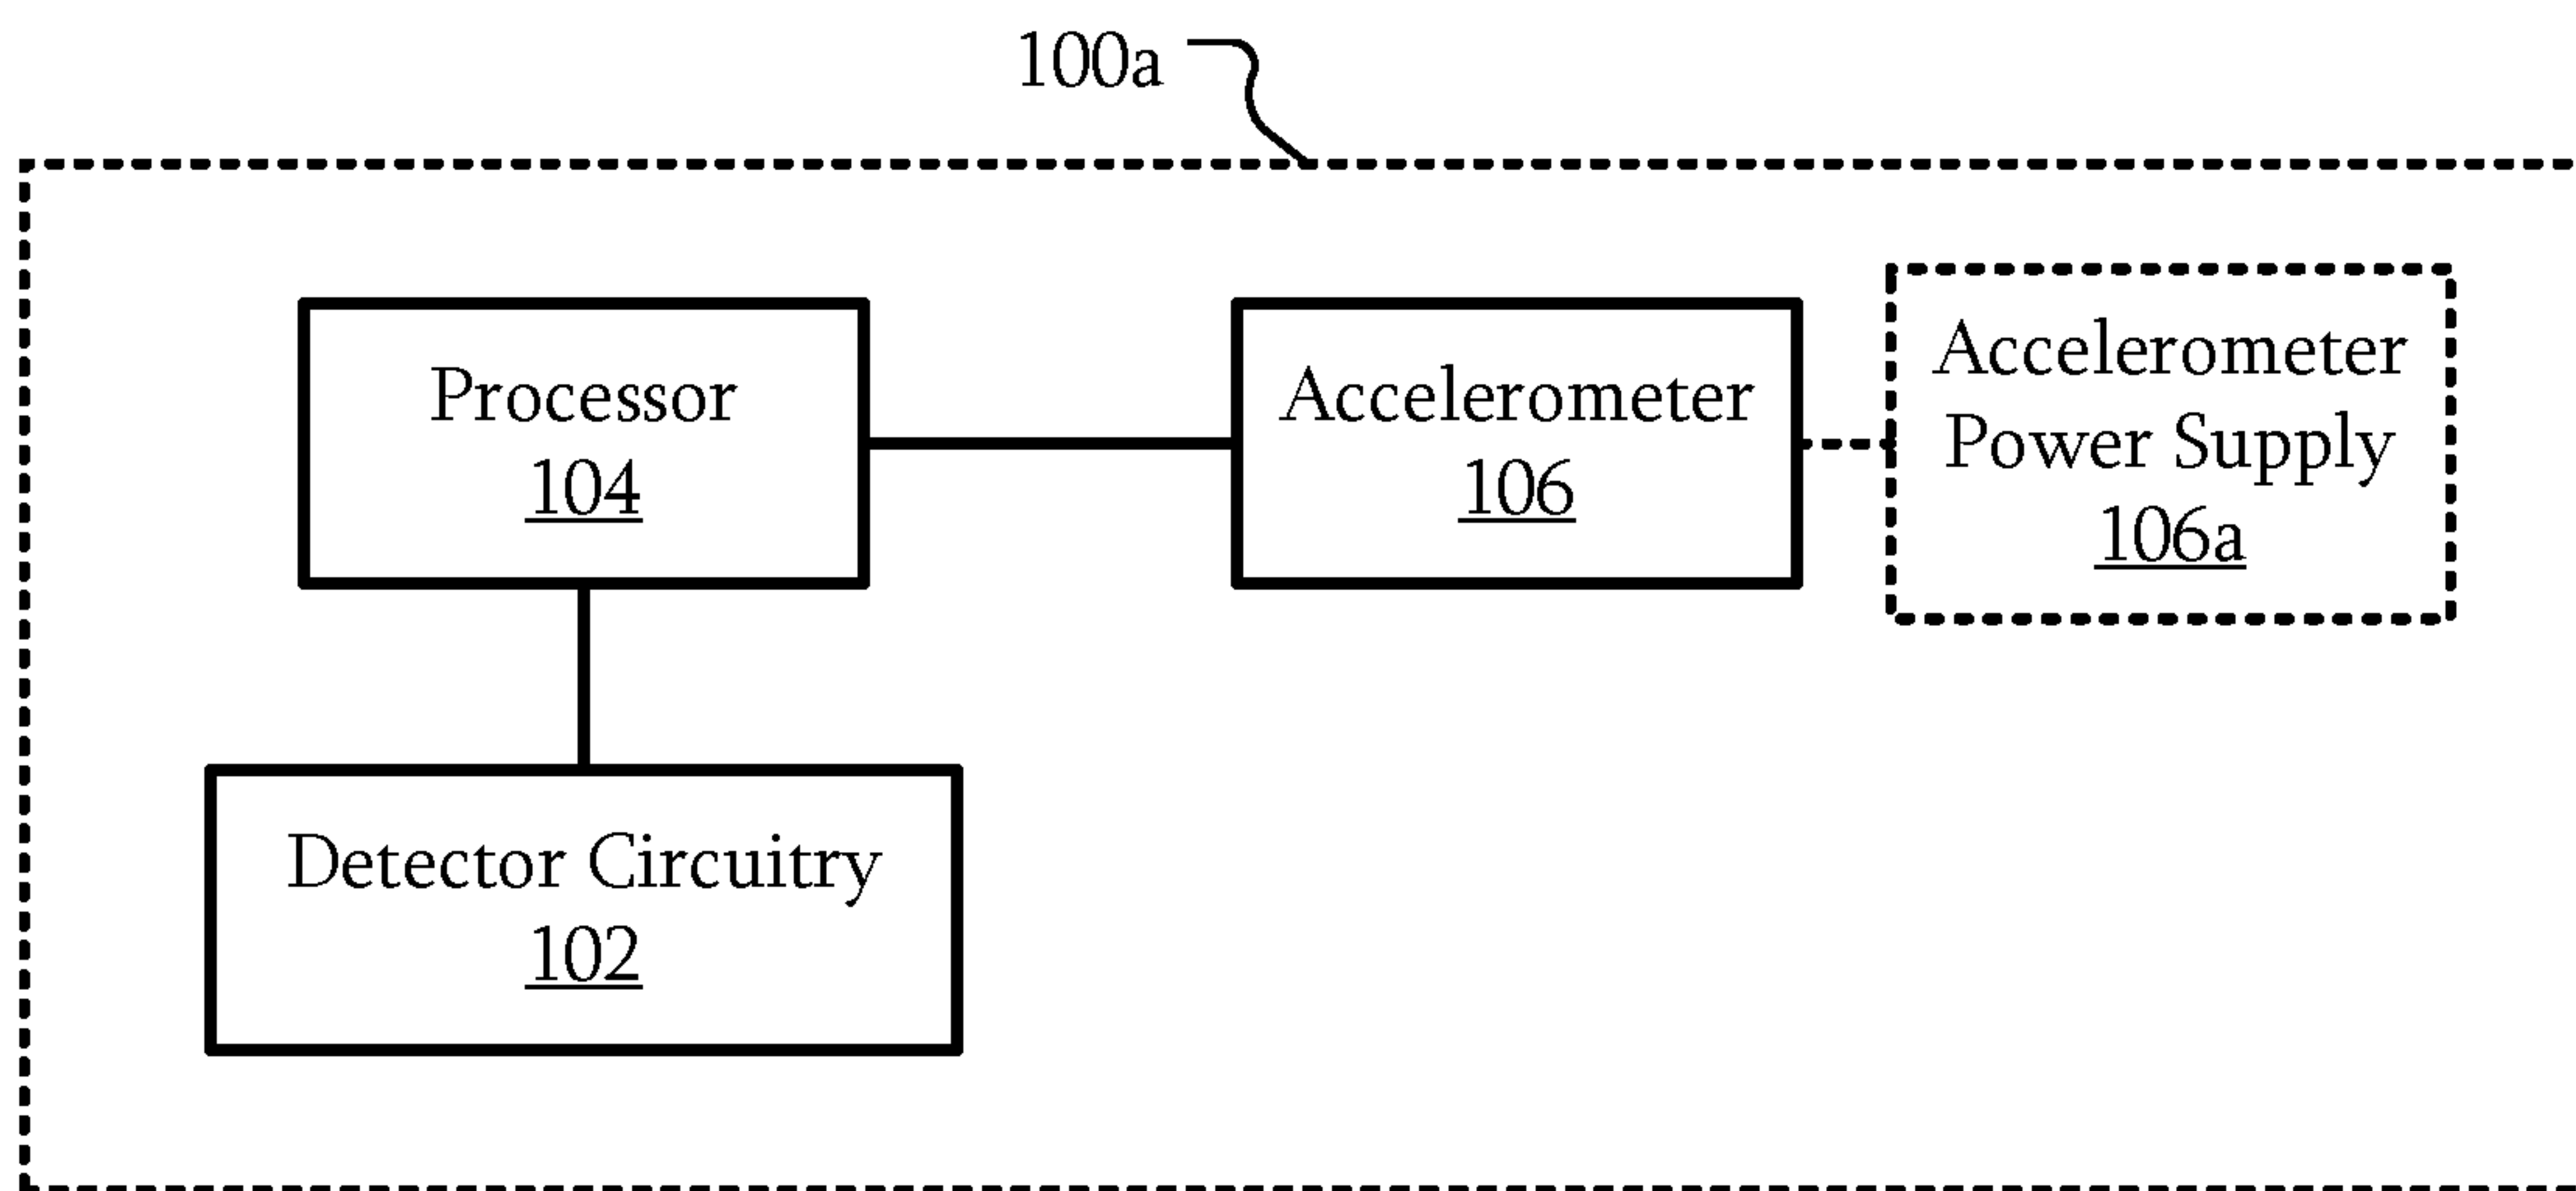 100a
Processor
104
Accelerometer
106
Accelerometer
Power Supply
106a
Detector Circuitry
102